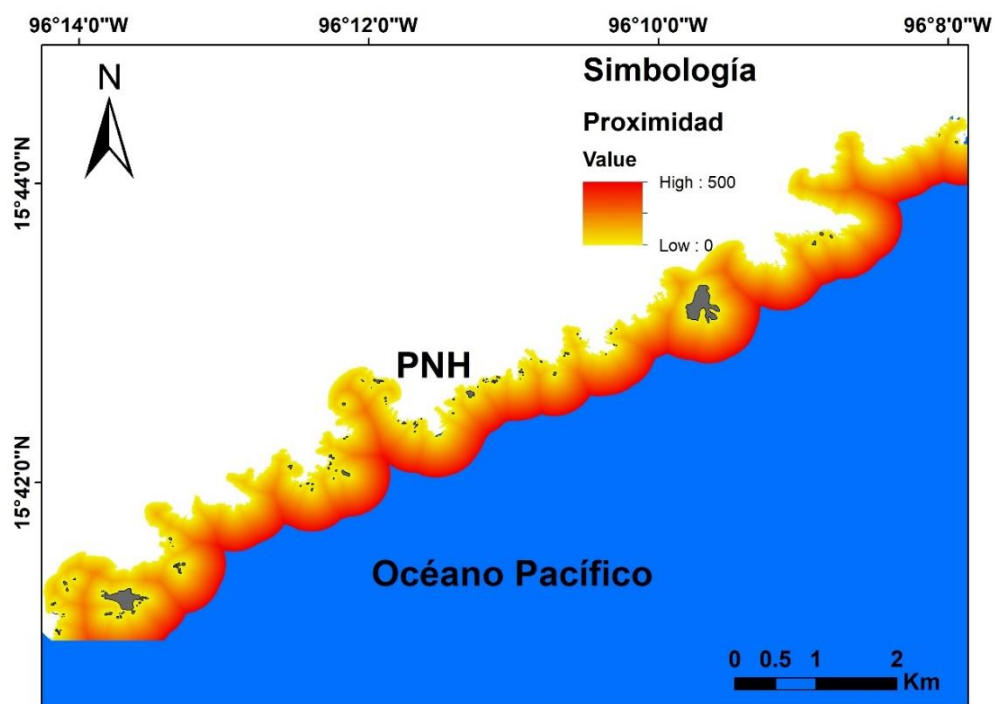 96°14'0"W 96°12'0"W 96°10'0"W 96°8'0"W
N
Simbología
Proximidad
Value
High : 500
Low : 0
15°44'0"N
PNH
15°42'0"N
Océano Pacífico
0 0.5 1 2
Km